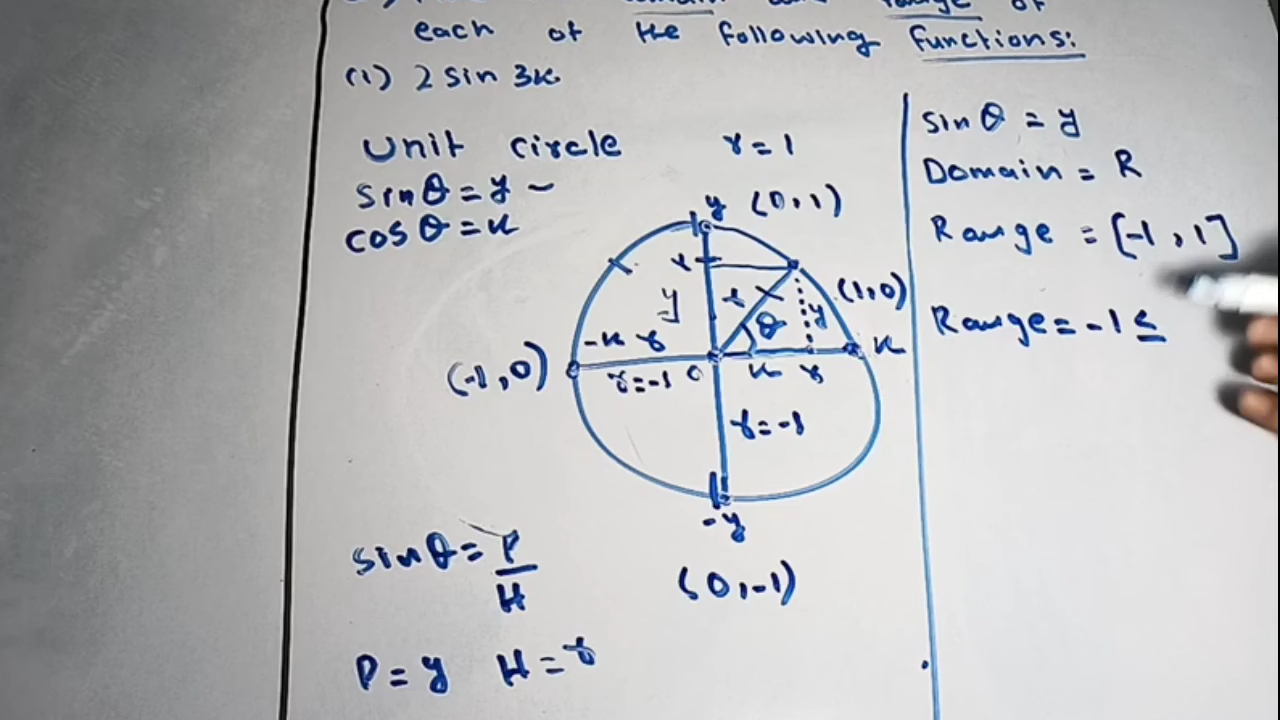 of
each of the following functions:
(i) 2 sin 3x
Unit circle r = 1
sinθ = y –
cosθ = x
y (0,1)
r
y r y (1,0)
θ
-x r x
(-1,0) r=-1 0 x r
r=-1
-y
(0,-1)
sinθ = P/H
P = y H = r
sinθ = y
Domain = R
Range = [-1,1]
Range = -1 ≤